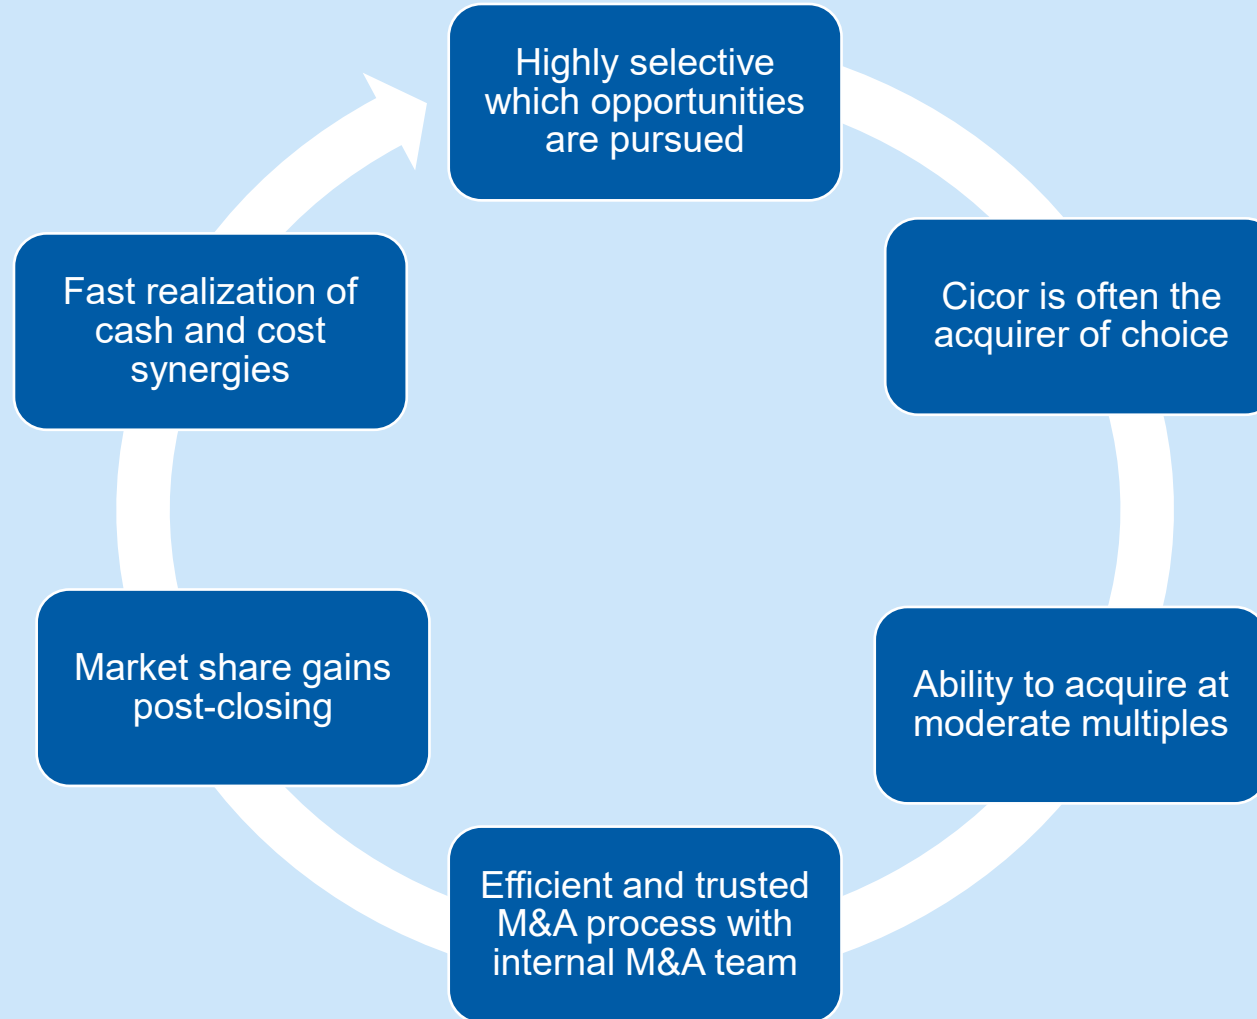 Highly selective
which opportunities
are pursued
Cicor is often the
acquirer of choice
Ability to acquire at
moderate multiples
Efficient and trusted
M&A process with
internal M&A team
Market share gains
post-closing
Fast realization of
cash and cost
synergies